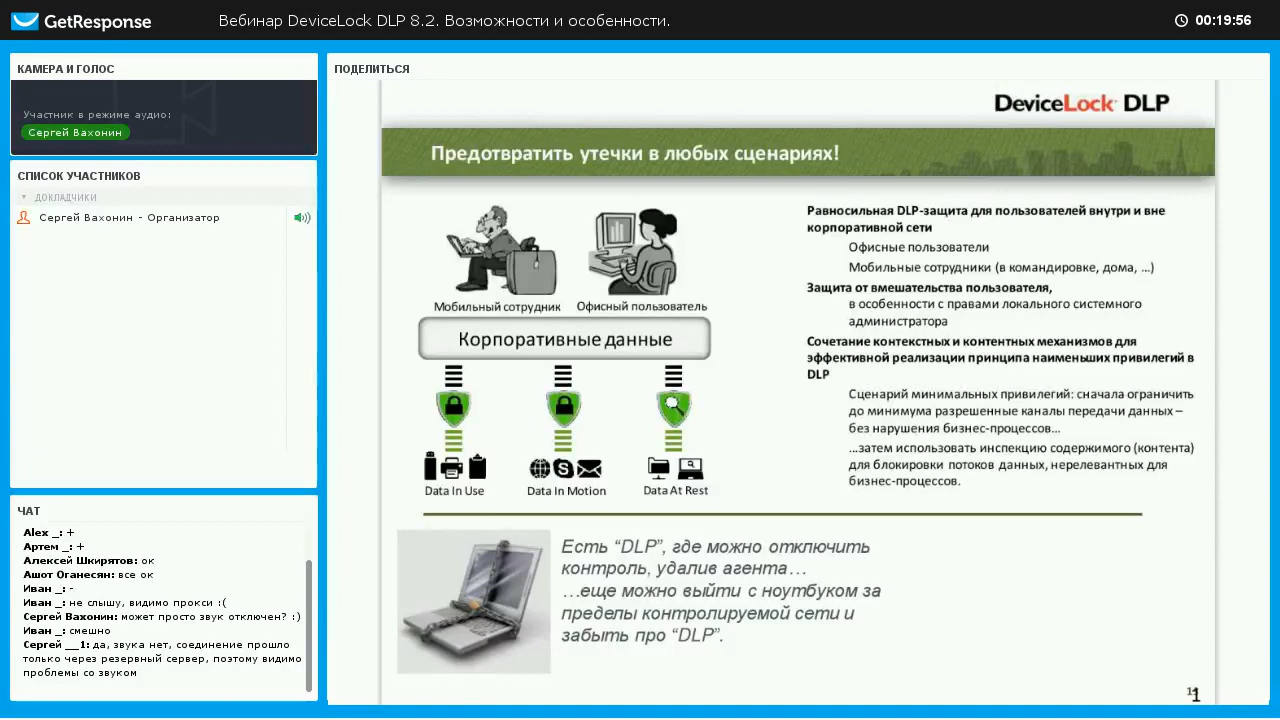 GetResponse
Вебинар DeviceLock DLP 8.2. Возможности и особенности.
00:19:56
КАМЕРА И ГОЛОС
Участник в режиме аудио:
Сергей Вахонин
СПИСОК УЧАСТНИКОВ
ДОКЛАДЧИКИ
Сергей Вахонин - Организатор
ЧАТ
Alex _: +
Артем _: +
Алексей Шкирятов: ок
Ашот Оганесян: все ок
Иван _: -
Иван _: не слышу, видимо прокси :(
Сергей Вахонин: может просто звук отключен? :)
Иван _: смешно
Сергей __1: да, звука нет, соединение прошло
только через резервный сервер, поэтому видимо
проблемы со звуком
ПОДЕЛИТЬСЯ
DeviceLock DLP
Предотвратить утечки в любых сценариях!
Мобильный сотрудник
Офисный пользователь
Корпоративные данные
Data In Use
Data In Motion
Data At Rest
Равносильная DLP-защита для пользователей внутри и вне
корпоративной сети
Офисные пользователи
Мобильные сотрудники (в командировке, дома, …)
Защита от вмешательства пользователя,
в особенности с правами локального системного
администратора
Сочетание контекстных и контентных механизмов для
эффективной реализации принципа наименьших привилегий в
DLP
Сценарий минимальных привилегий: сначала ограничить
до минимума разрешенные каналы передачи данных –
без нарушения бизнес-процессов…
…затем использовать инспекцию содержимого (контента)
для блокировки потоков данных, нерелевантных для
бизнес-процессов.
Есть “DLP”, где можно отключить
контроль, удалив агента…
…еще можно выйти с ноутбуком за
пределы контролируемой сети и
забыть про “DLP”.